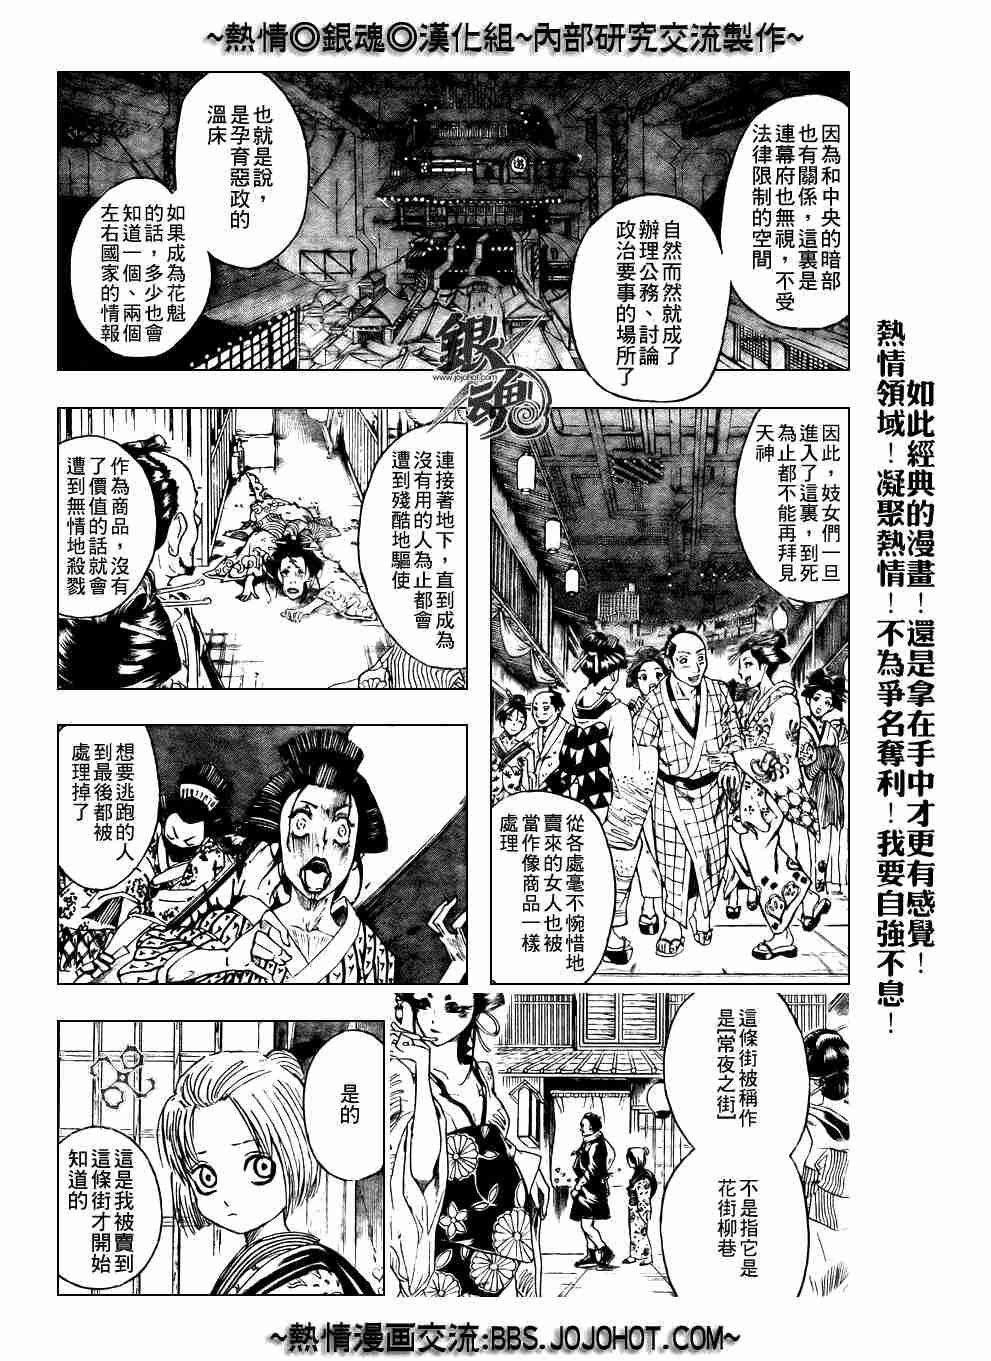 ~熱情◎銀魂◎漢化組~內部研究交流製作~
因為和中央的暗部
也有關係，這裏是
連幕府也無視，不受
法律限制的空間
自然而然就成了
辦理公務、討論
政治要事的場所了
也就是說，
是孕育惡政的
溫床
如果成為花魁
的話，多少也會
知道一個、兩個
左右國家的情報
遊
銀魂
www.jojohot.com
因此，妓女們一旦
進入了這裏，到死
為止都不能再拜見
天神
從各處毫不惋惜地
賣來的女人也被
當作像商品一樣
處理
連接著地下，直到成為
沒有用的人為止都會
遭到殘酷地驅使
作為商品，沒有
了價值的話就會
遭到無情地殺戮
想要逃跑的人
到最後都被
處理掉了
這條街被稱作
是[常夜之街]
不是指它是
花街柳巷
是的
這是我被賣到
這條街才開始
知道的
如此經典的漫畫！還是拿在手中才更有感覺！
熱情領域！凝聚熱情！不為爭名奪利！我要自強不息！
~熱情漫画交流:BBS.JOJOHOT.COM~